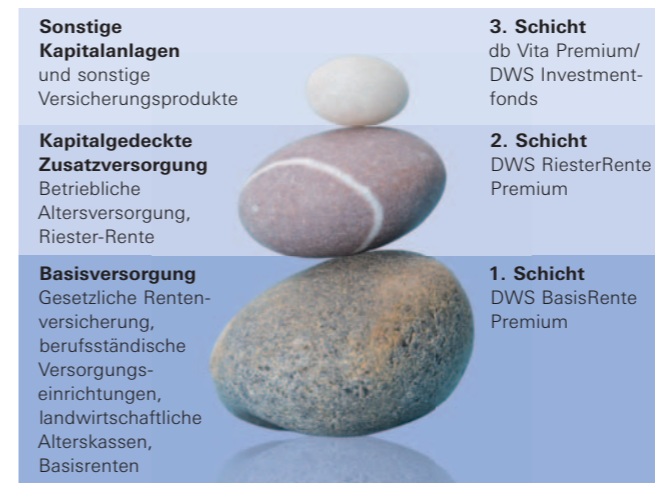 Sonstige
Kapitalanlagen
und sonstige
Versicherungsprodukte
3. Schicht
db Vita Premium/
DWS Investment-
fonds
Kapitalgedeckte
Zusatzversorgung
Betriebliche
Altersversorgung,
Riester-Rente
2. Schicht
DWS RiesterRente
Premium
Basisversorgung
Gesetzliche Renten-
versicherung,
berufsständische
Versorgungs-
einrichtungen,
landwirtschaftliche
Alterskassen,
Basisrenten
1. Schicht
DWS BasisRente
Premium